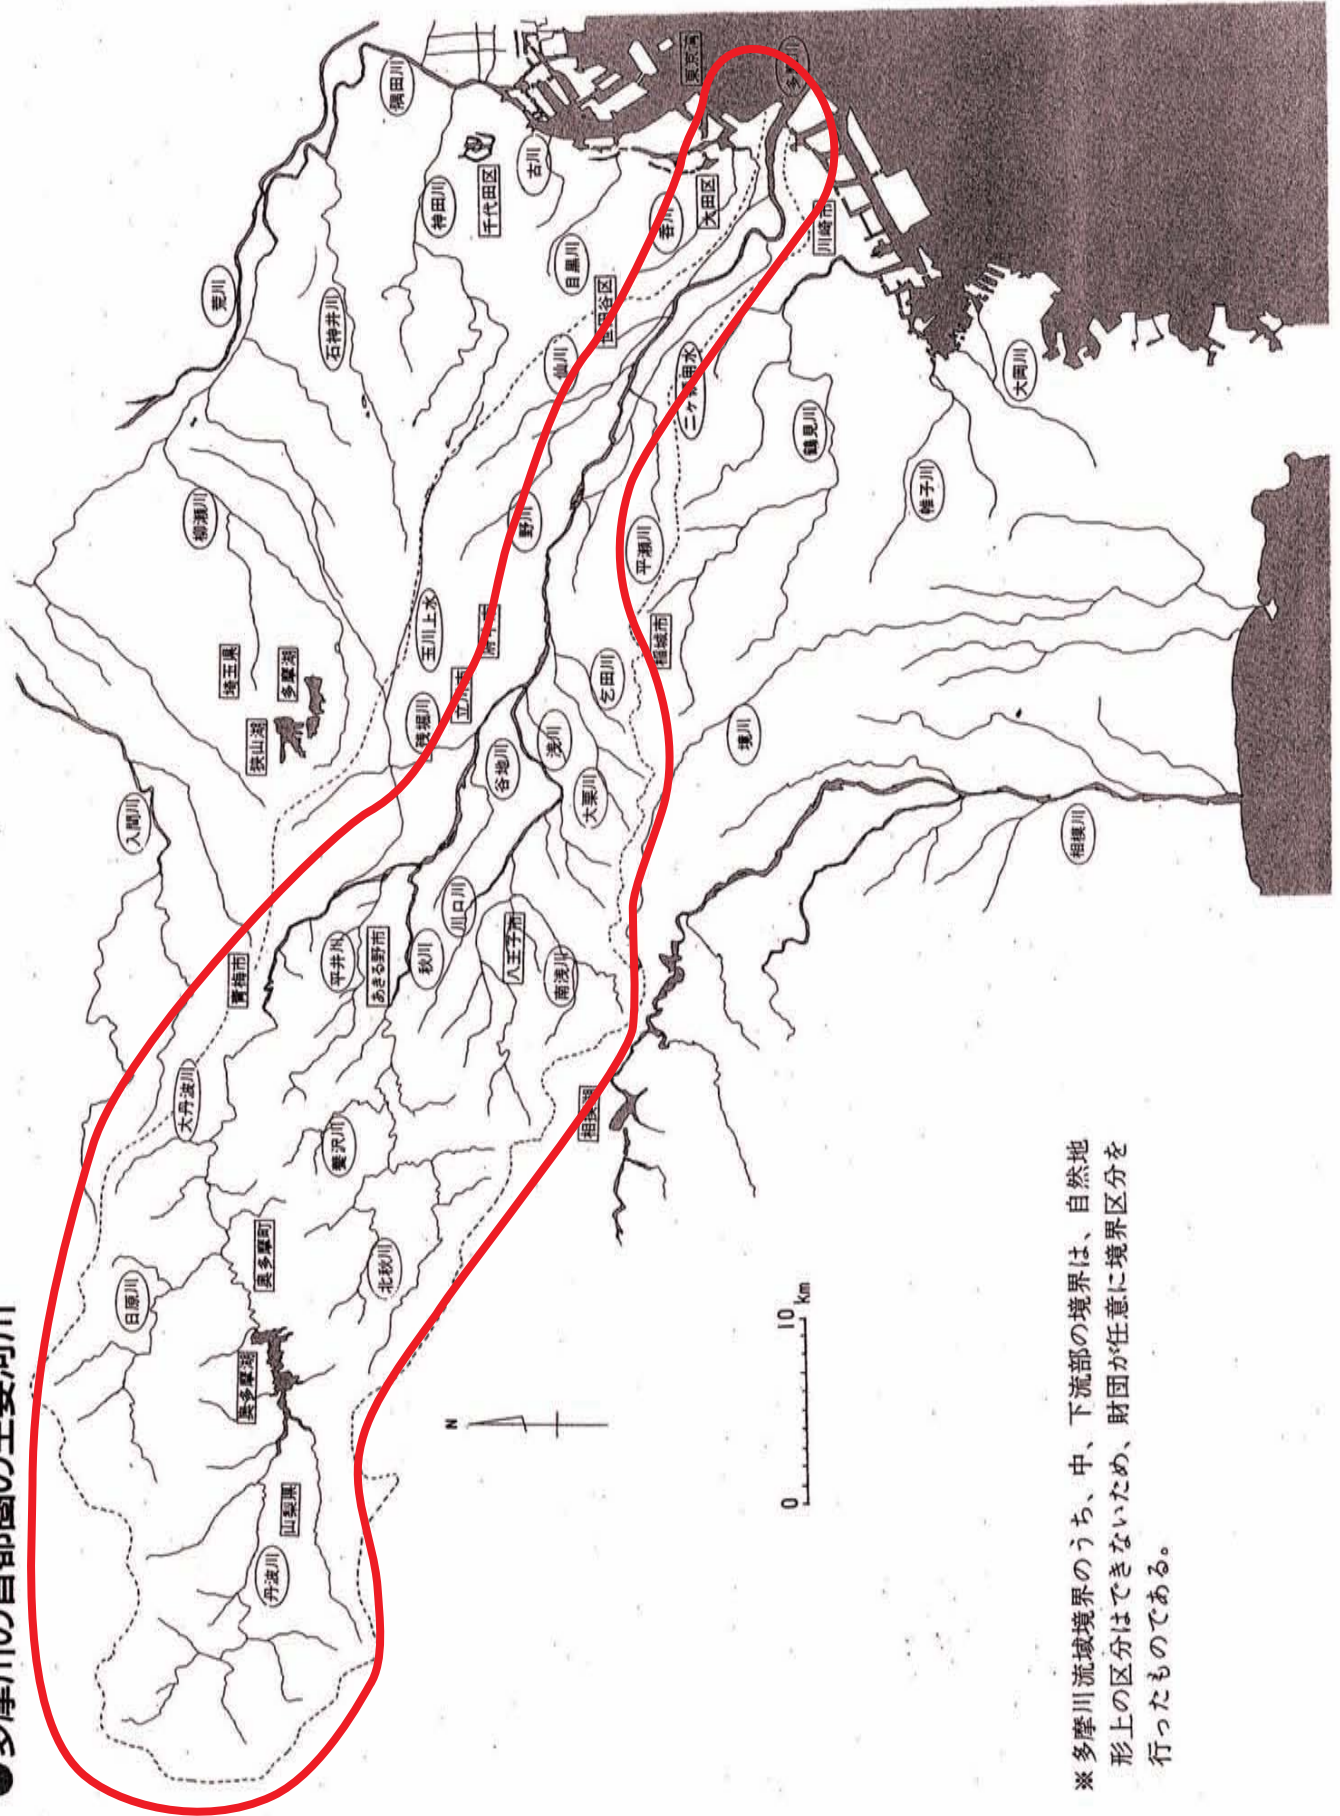 ●多摩川の首都圏の主要河川
荒川
隅田川
石神井川
神田川
千代田区
古川
目黒川
東京湾
多摩川
呑川
大田区
川崎市
世田谷区
仙川
二ヶ領用水
鶴見川
大岡川
帷子川
柳瀬川
野川
平瀬川
埼玉県
多摩湖
狭山湖
玉川上水
残堀川
立川市
府中市
稲城市
乞田川
境川
入間川
谷地川
浅川
大栗川
相模川
青梅市
平井川
あきる野市
秋川
川口川
八王子市
南浅川
大丹波川
養沢川
相模湖
日原川
奥多摩町
北秋川
奥多摩湖
山梨県
丹波川
N
0 10 km
※多摩川流域境界のうち、中、下流部の境界は、自然地
形上の区分はできないため、財団が任意に境界区分を
行ったものである。